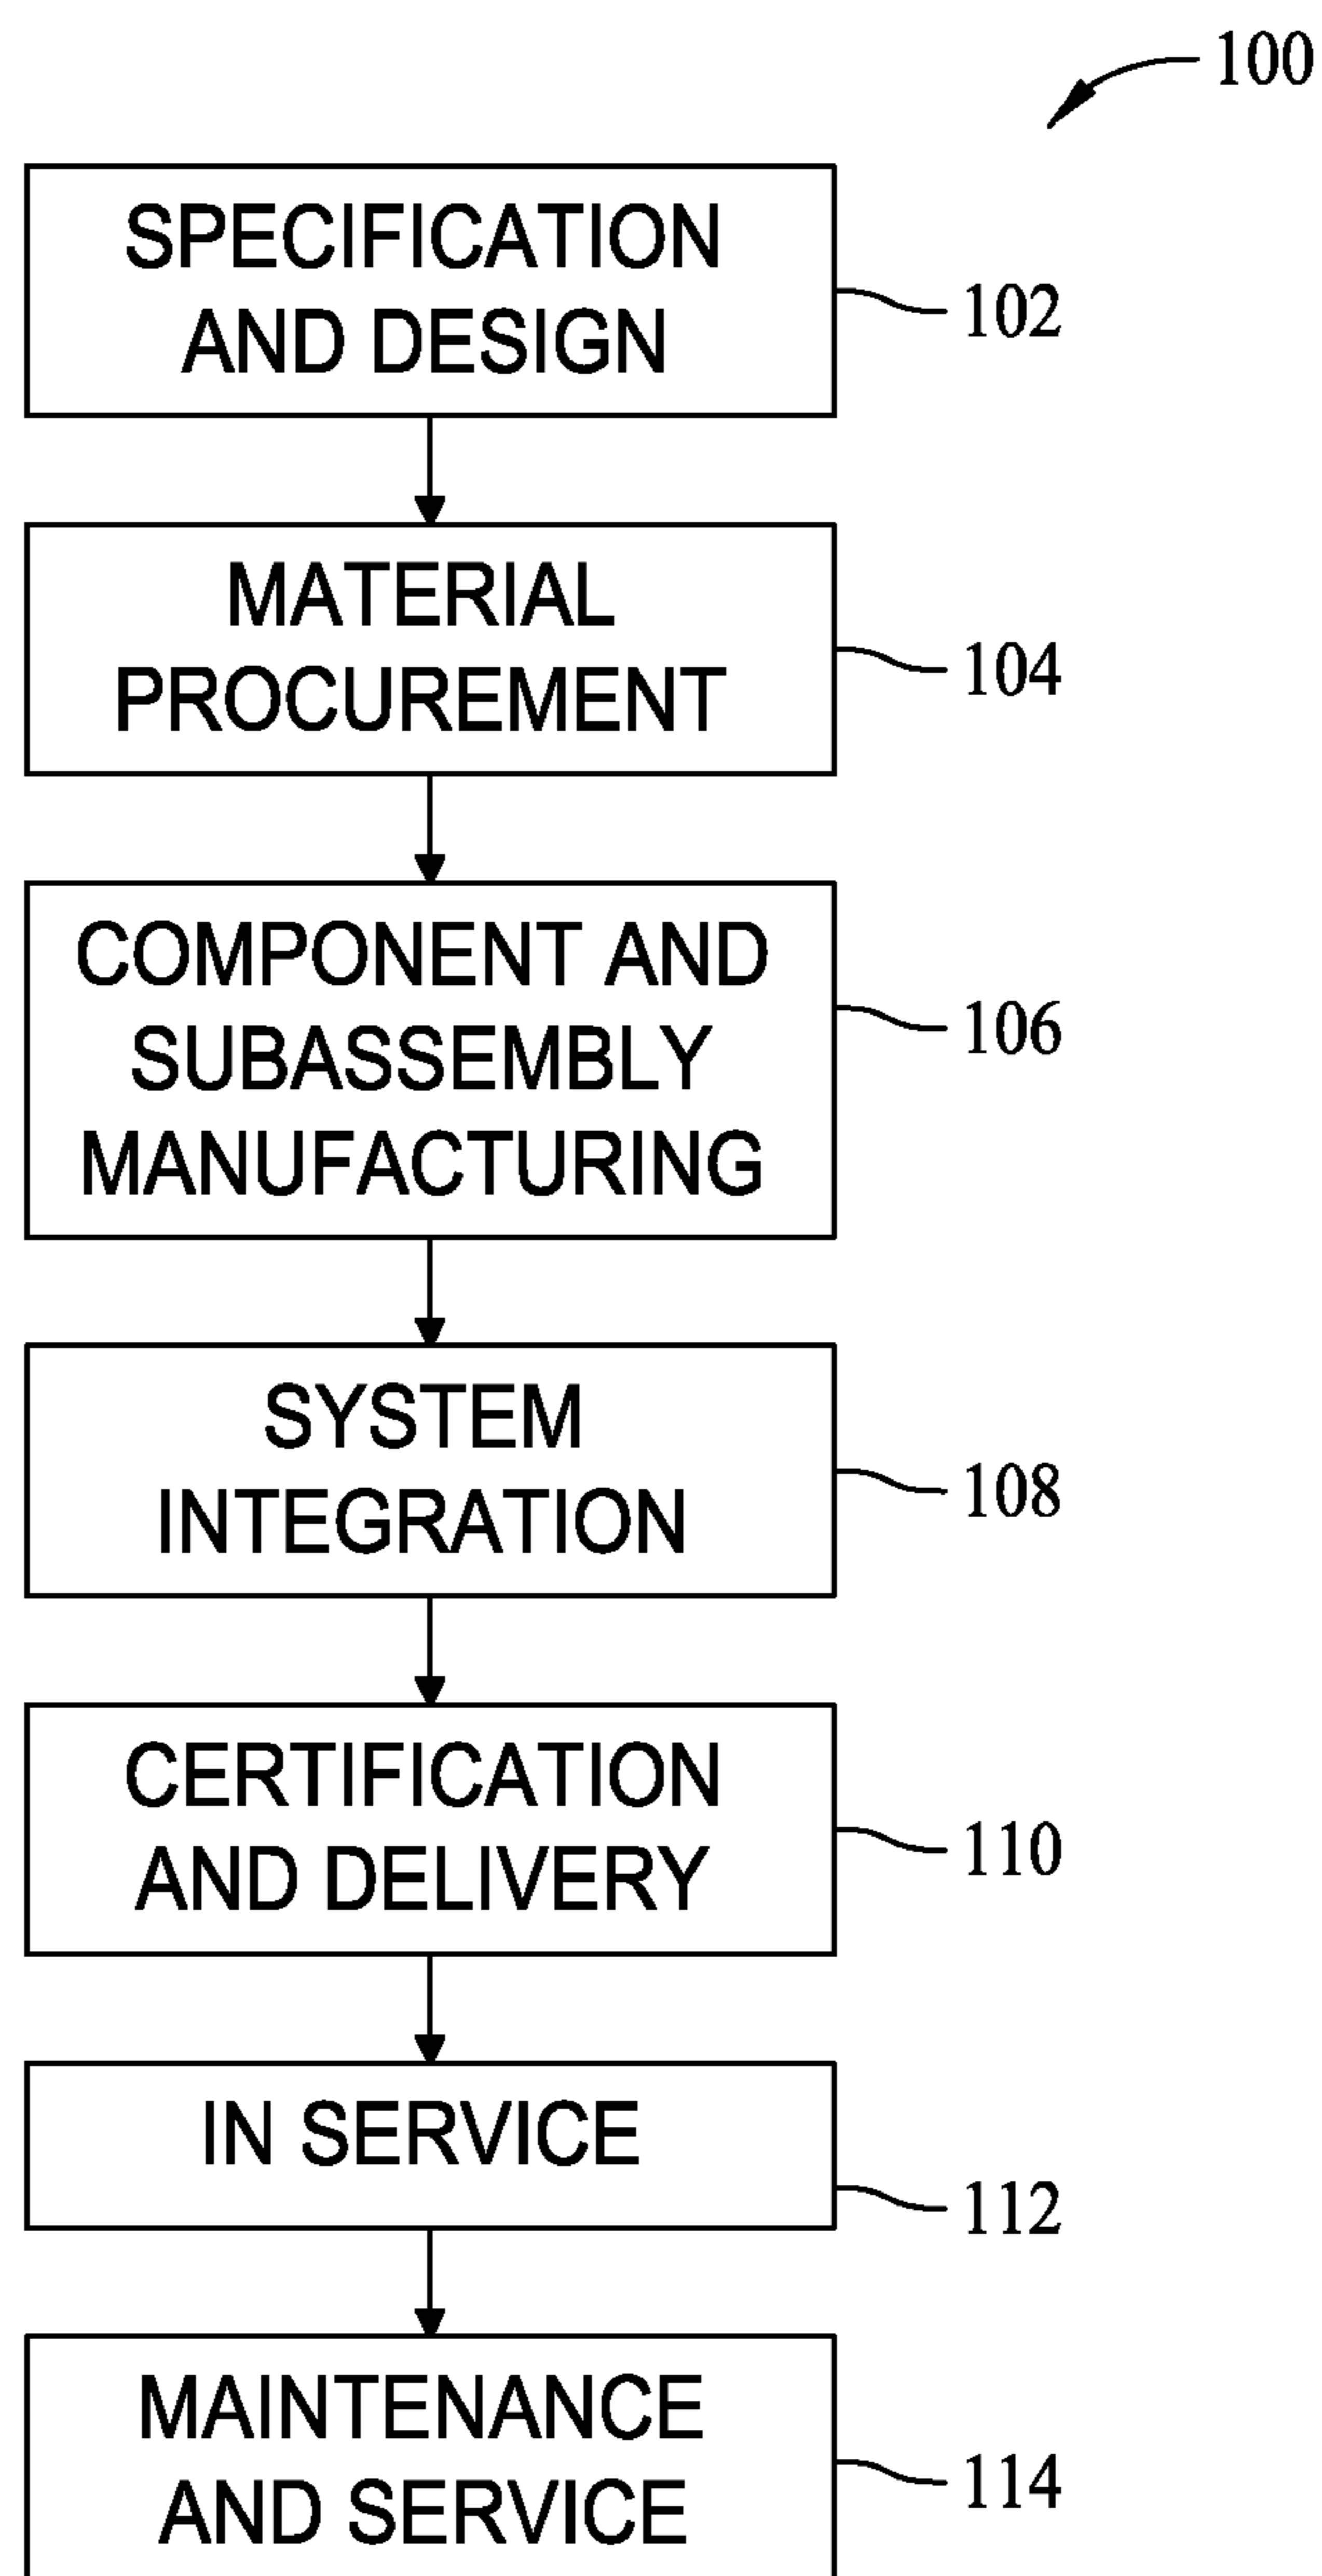 100
SPECIFICATION
AND DESIGN
102
MATERIAL
PROCUREMENT
104
COMPONENT AND
SUBASSEMBLY
MANUFACTURING
106
SYSTEM
INTEGRATION
108
CERTIFICATION
AND DELIVERY
110
IN SERVICE
112
MAINTENANCE
AND SERVICE
114